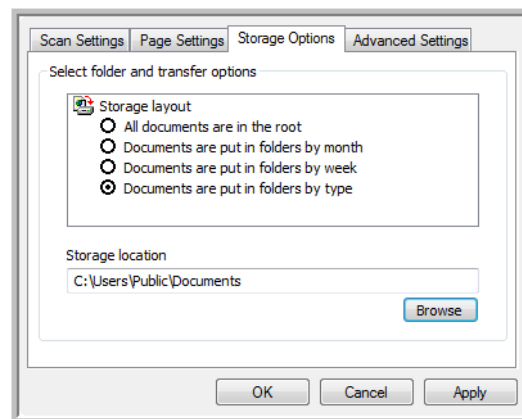 Scan Settings Page Settings Storage Options Advanced Settings
Select folder and transfer options
Storage layout
All documents are in the root
Documents are put in folders by month
Documents are put in folders by week
Documents are put in folders by type
Storage location
C:\Users\Public\Documents
Browse
OK Cancel Apply